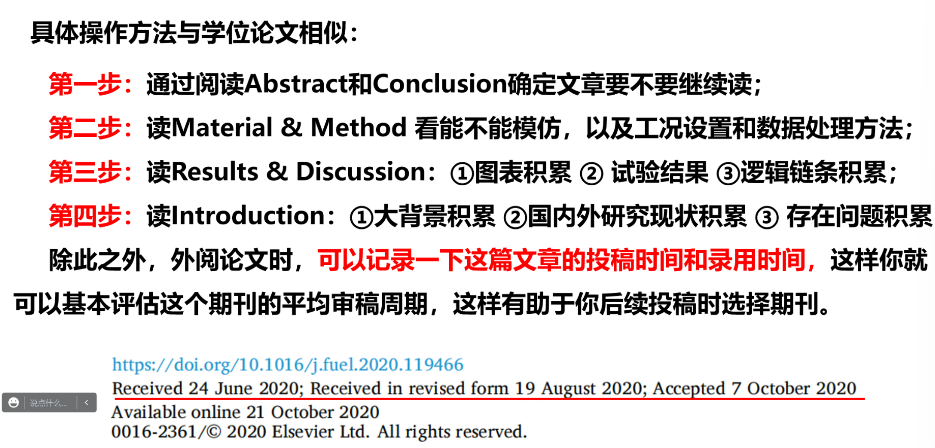 具体操作方法与学位论文相似：
第一步：通过阅读Abstract和Conclusion确定文章要不要继续读；
第二步：读Material & Method 看能不能模仿，以及工况设置和数据处理方法；
第三步：读Results & Discussion：①图表积累 ② 试验结果 ③逻辑链条积累；
第四步：读Introduction：①大背景积累 ②国内外研究现状积累 ③ 存在问题积累
除此之外，外阅论文时，可以记录一下这篇文章的投稿时间和录用时间，这样你就
可以基本评估这个期刊的平均审稿周期，这样有助于你后续投稿时选择期刊。
https://doi.org/10.1016/j.fuel.2020.119466
Received 24 June 2020; Received in revised form 19 August 2020; Accepted 7 October 2020
说点什么...
Available online 21 October 2020
0016-2361/© 2020 Elsevier Ltd. All rights reserved.